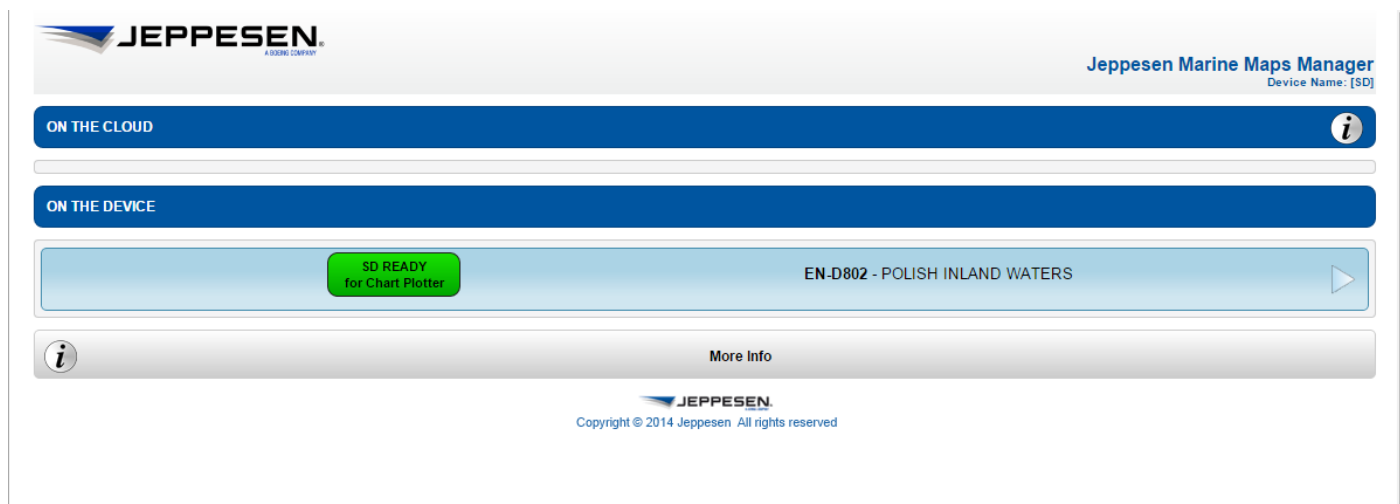 JEPPESEN®
A BOEING COMPANY
Jeppesen Marine Maps Manager
Device Name: [SD]
ON THE CLOUD
i
ON THE DEVICE
SD READY
for Chart Plotter
EN-D802 - POLISH INLAND WATERS
i
More Info
JEPPESEN.
Copyright © 2014 Jeppesen All rights reserved